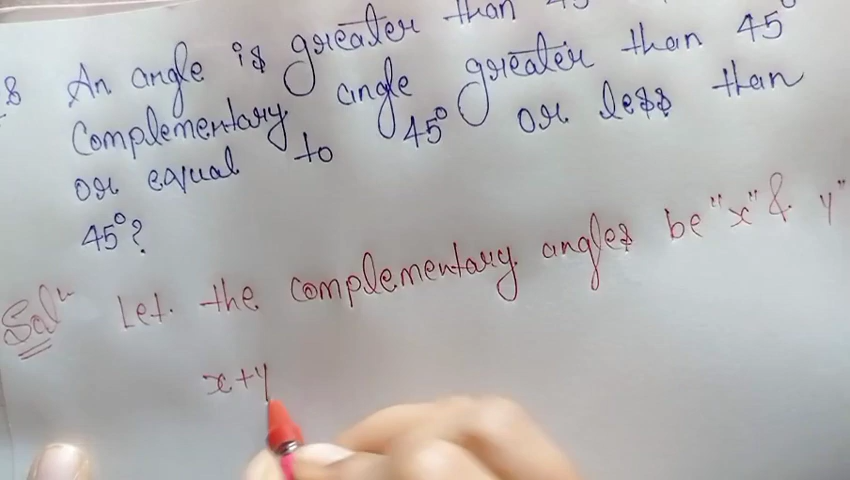 8 An angle is greater than 45
Complementary angle greater than 45°
or equal to 45° or less than
45°?
Solⁿ Let the complementary angles be "x" & y"
x+y